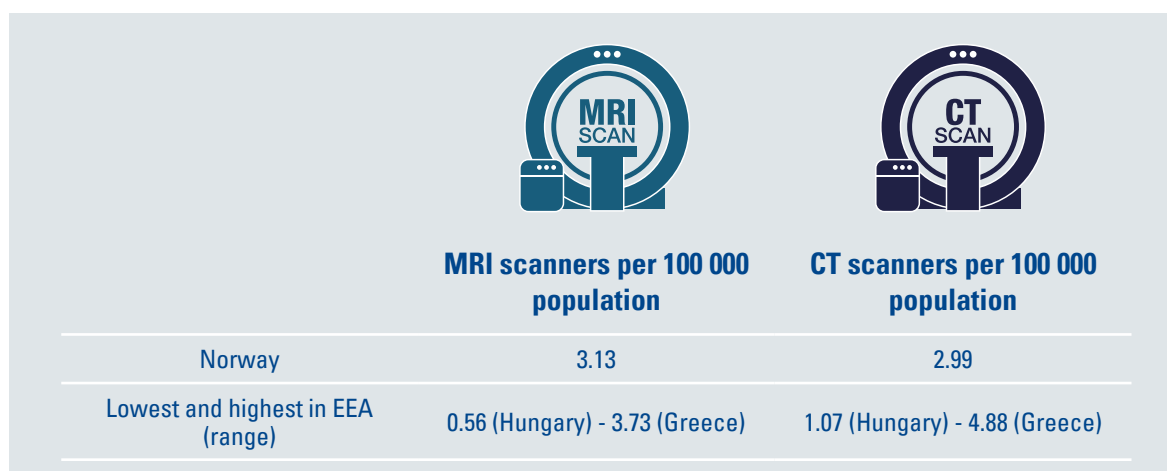 MRI
SCAN
CT
SCAN
MRI scanners per 100 000
population
CT scanners per 100 000
population
Norway
3.13
2.99
Lowest and highest in EEA
(range)
0.56 (Hungary) - 3.73 (Greece)
1.07 (Hungary) - 4.88 (Greece)